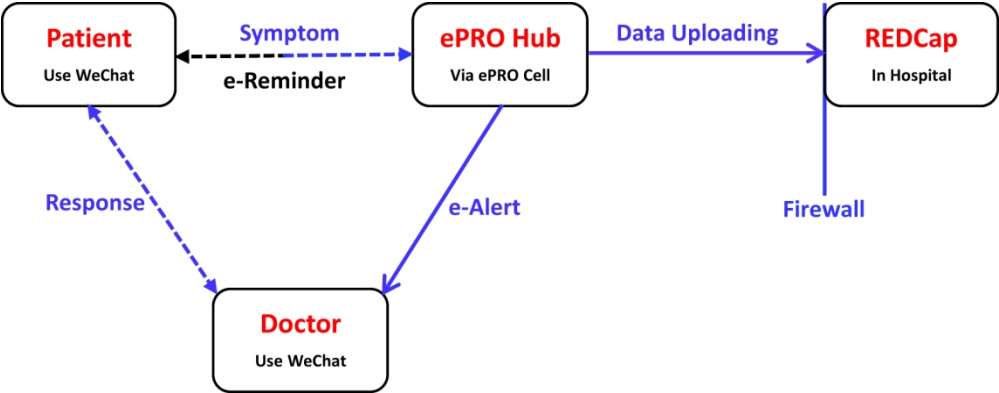 Patient
Use WeChat
Symptom
e-Reminder
ePRO Hub
Via ePRO Cell
Data Uploading
REDCap
In Hospital
Response
e-Alert
Firewall
Doctor
Use WeChat